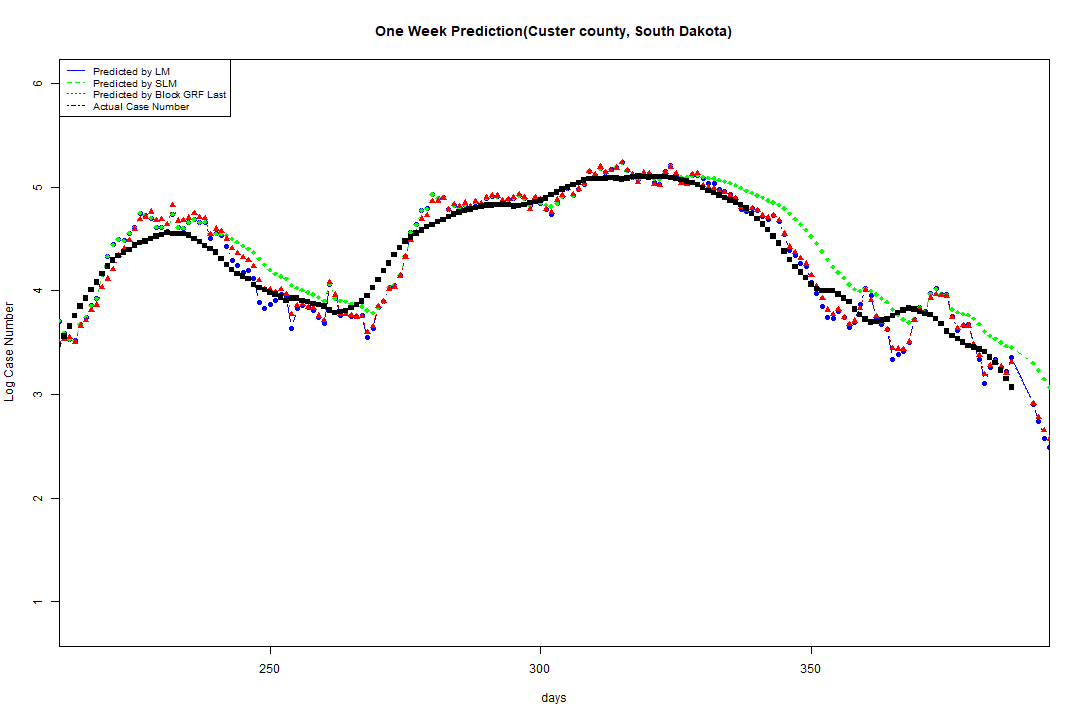 One Week Prediction(Custer county, South Dakota)
Predicted by LM
Predicted by SLM
Predicted by Block GRF Last
Actual Case Number
6
5
4
3
2
1
Log Case Number
250 300 350
days